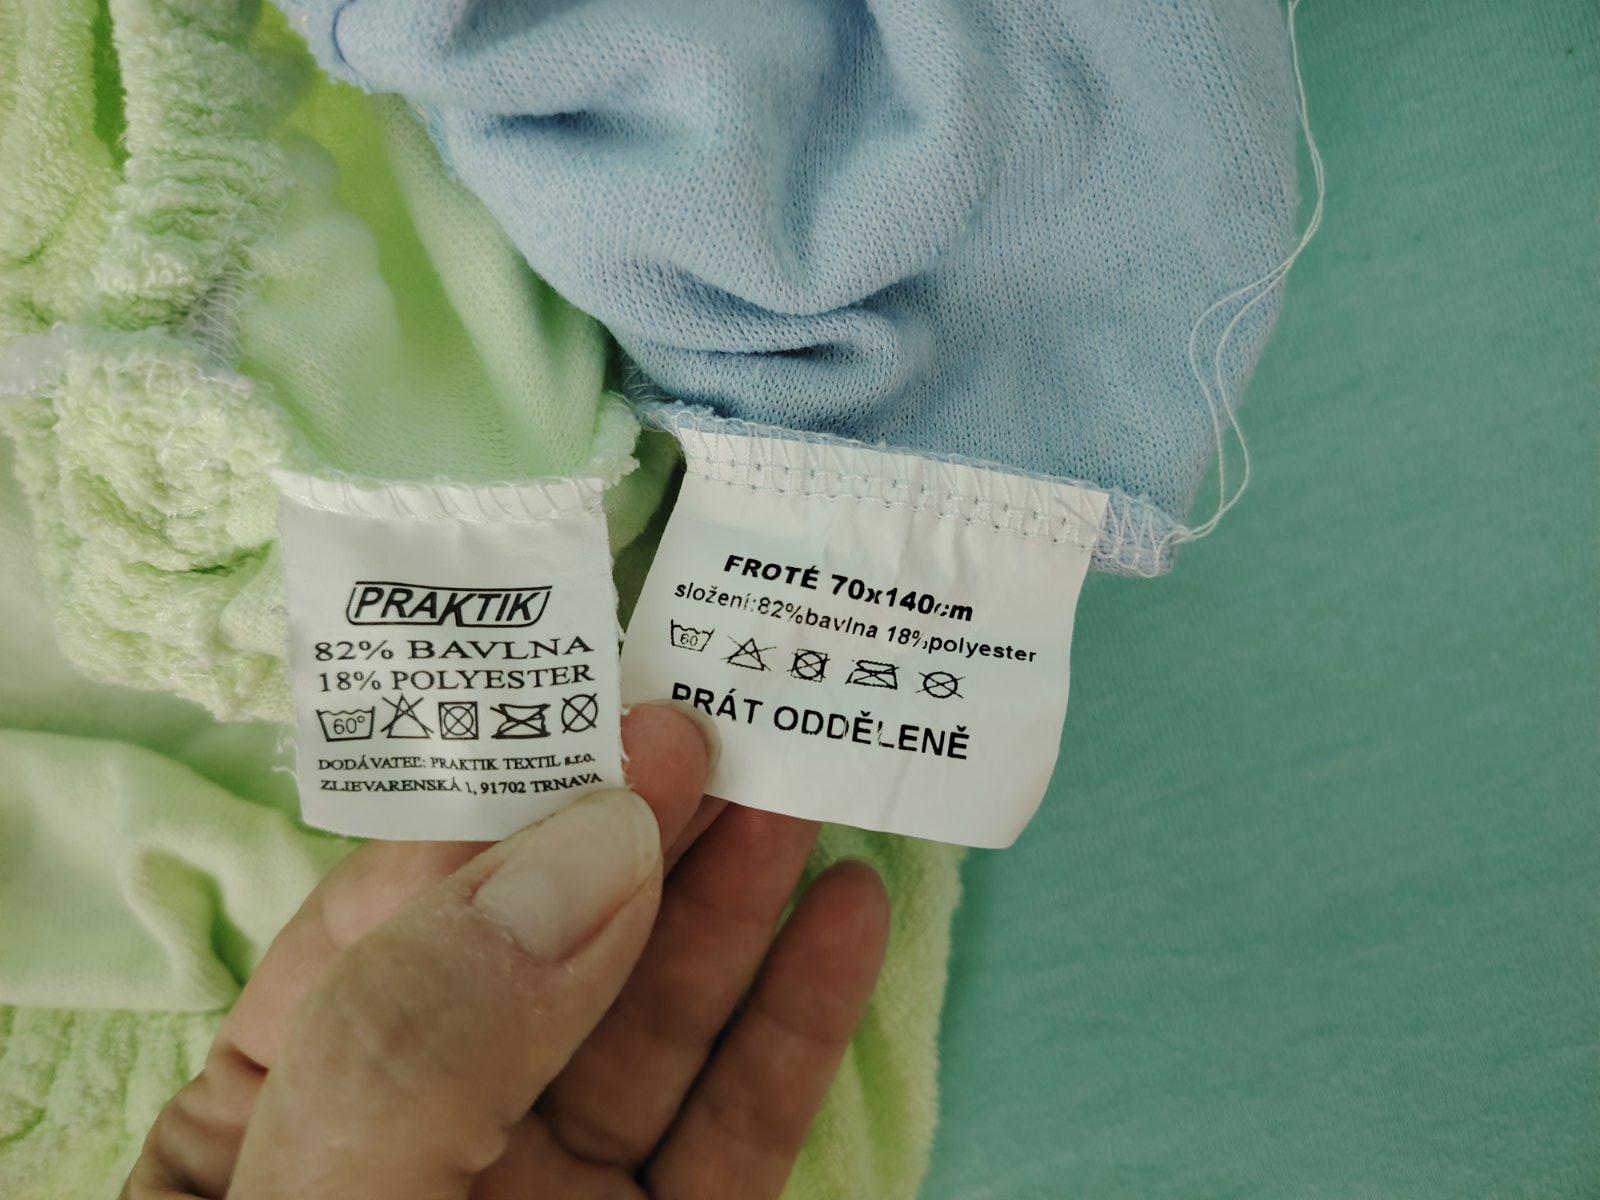 PRAKTIK
82% BAVLNA
18% POLYESTER
60°
DODÁVATEĽ: PRAKTIK TEXTIL s.r.o.
ZLIEVARENSKÁ 1, 91702 TRNAVA
FROTÉ 70x140cm
složení:82%bavlna 18%polyester
60
PRÁT ODDĚLENĚ